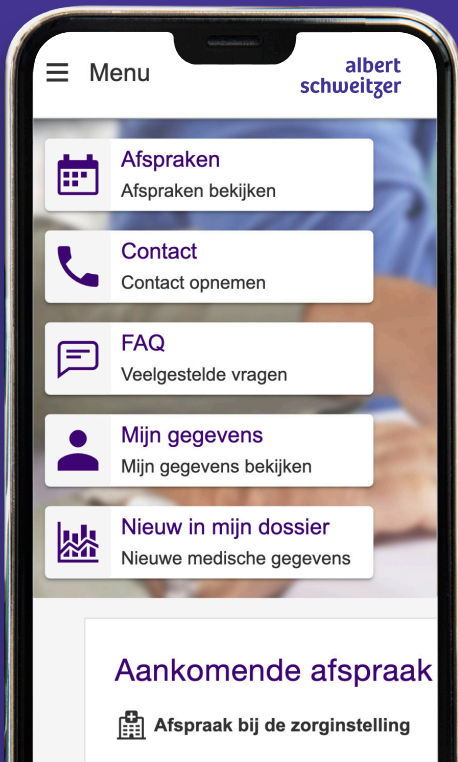 Menu
albert
schweitzer
Afspraken
Afspraken bekijken
Contact
Contact opnemen
FAQ
Veelgestelde vragen
Mijn gegevens
Mijn gegevens bekijken
Nieuw in mijn dossier
Nieuwe medische gegevens
Aankomende afspraak
Afspraak bij de zorginstelling